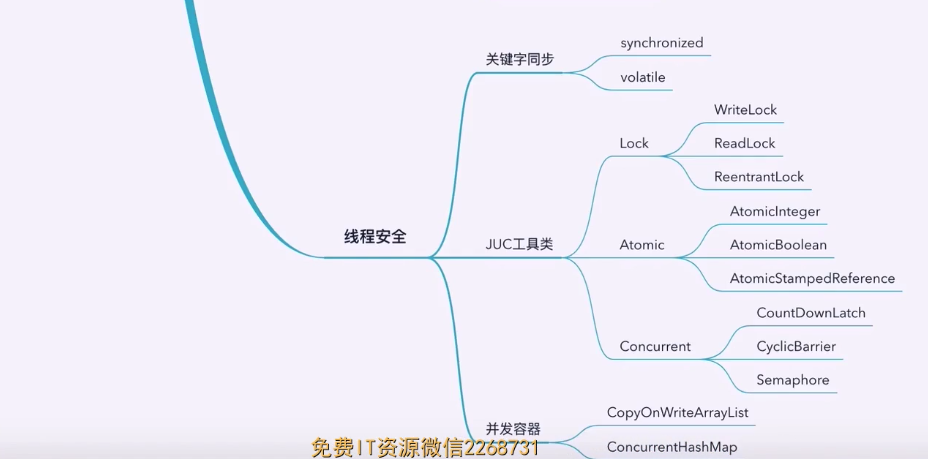 关键字同步
synchronized
volatile
线程安全
JUC工具类
Lock
WriteLock
ReadLock
ReentrantLock
Atomic
AtomicInteger
AtomicBoolean
AtomicStampedReference
Concurrent
CountDownLatch
CyclicBarrier
Semaphore
并发容器
CopyOnWriteArrayList
ConcurrentHashMap
免费IT资源微信2268731